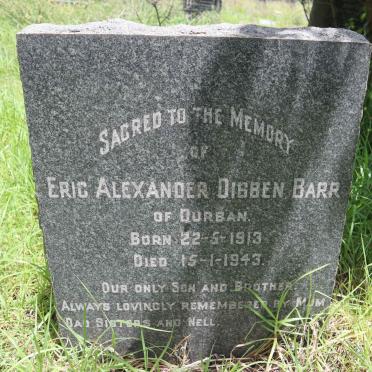 SACRED TO THE MEMORY
OF
ERIC ALEXANDER DIBBEN BARR
OF DURBAN.
BORN 22-5-1913
DIED 15-1-1943.
OUR ONLY SON AND BROTHER.
ALWAYS LOVINGLY REMEMBERED BY MUM
DAD SISTERS AND NELL.